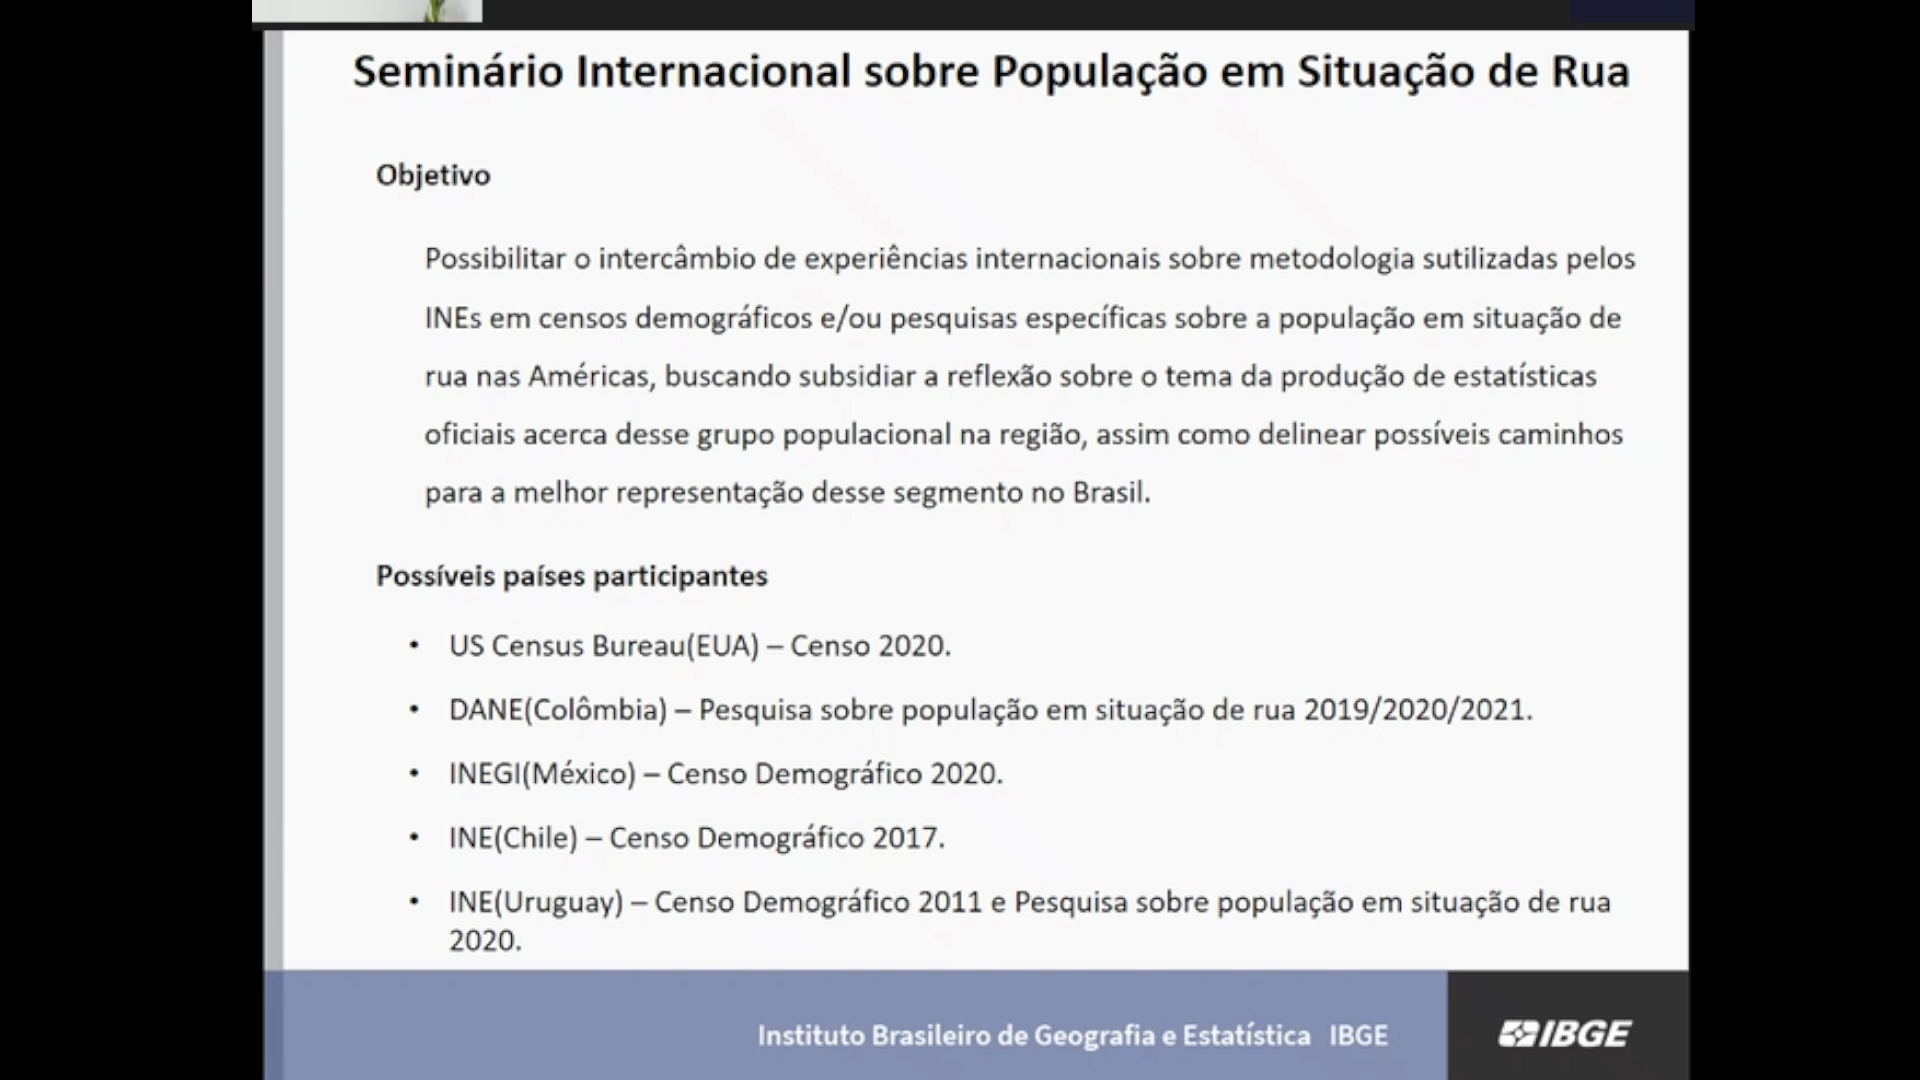 Seminário Internacional sobre População em Situação de Rua
Objetivo
Possibilitar o intercâmbio de experiências internacionais sobre metodologia sutilizadas pelos
INEs em censos demográficos e/ou pesquisas específicas sobre a população em situação de
rua nas Américas, buscando subsidiar a reflexão sobre o tema da produção de estatísticas
oficiais acerca desse grupo populacional na região, assim como delinear possíveis caminhos
para a melhor representação desse segmento no Brasil.
Possíveis países participantes
• US Census Bureau(EUA) – Censo 2020.
• DANE(Colômbia) – Pesquisa sobre população em situação de rua 2019/2020/2021.
• INEGI(México) – Censo Demográfico 2020.
• INE(Chile) – Censo Demográfico 2017.
• INE(Uruguay) – Censo Demográfico 2011 e Pesquisa sobre população em situação de rua
2020.
Instituto Brasileiro de Geografia e Estatística IBGE
IBGE